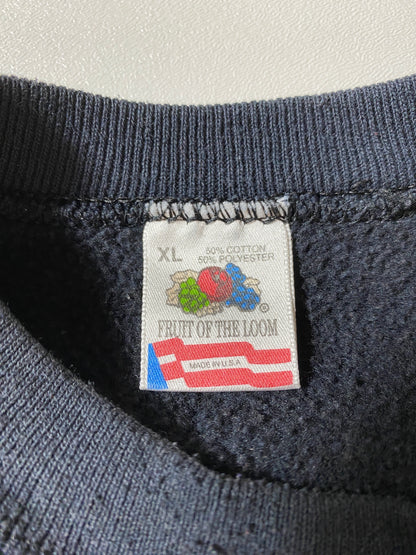 XL
50% COTTON
50% POLYESTER
®
FRUIT OF THE LOOM
MADE IN U.S.A.